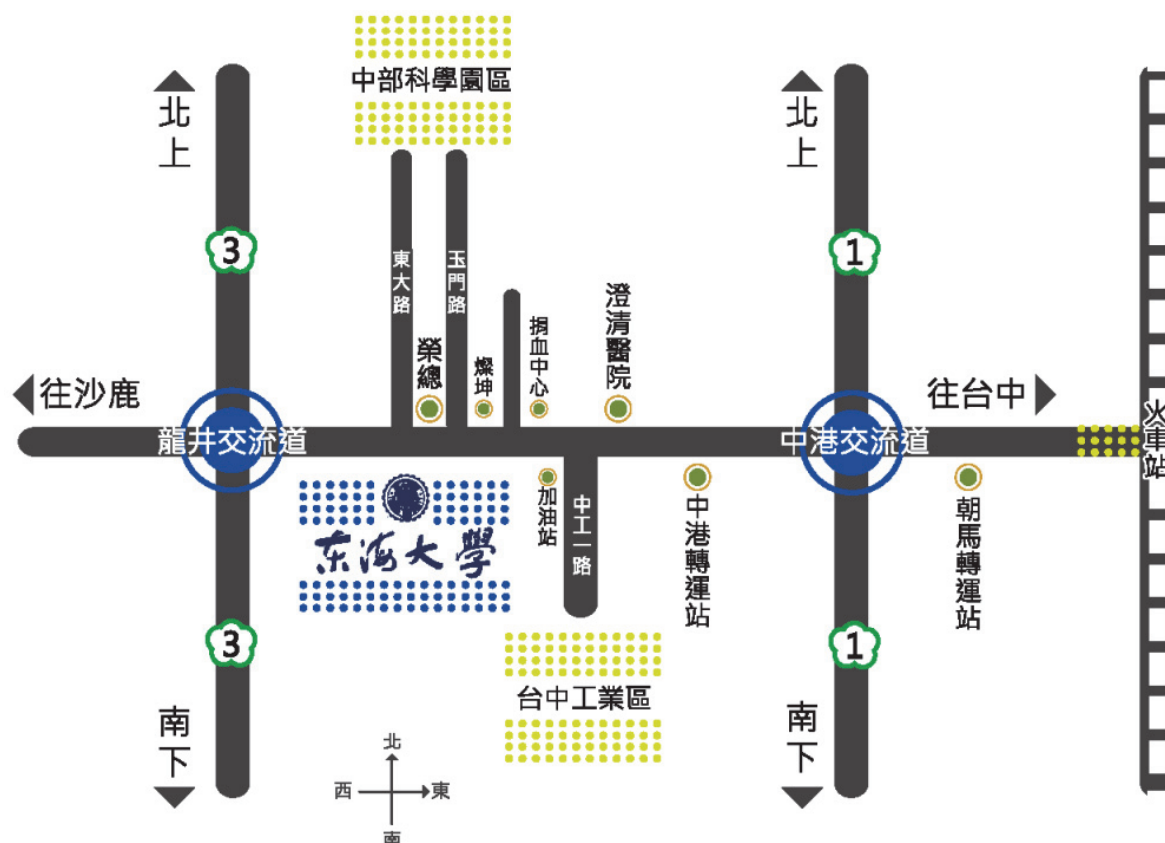 中部科學園區
北上
北上
3
1
東大路
玉門路
榮總
燦坤
捐血中心
澄清醫院
往沙鹿
往台中
龍井交流道
中港交流道
火車站
东海大學
加油站
中工一路
中港轉運站
朝馬轉運站
3
1
台中工業區
南下
南下
北
西
東
南